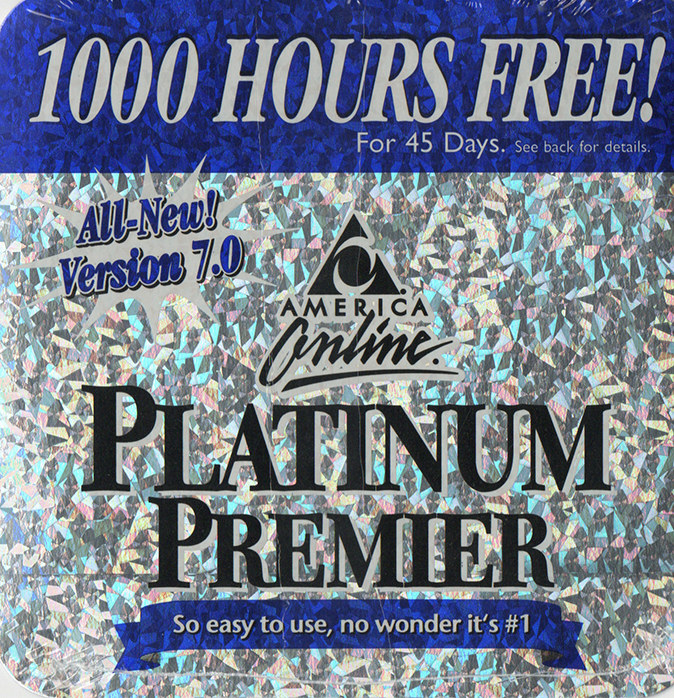 1000 HOURS FREE!
For 45 Days. See back for details.
All-New!
Version 7.0
AMERICA
Online.
PLATINUM
PREMIER
So easy to use, no wonder it's #1